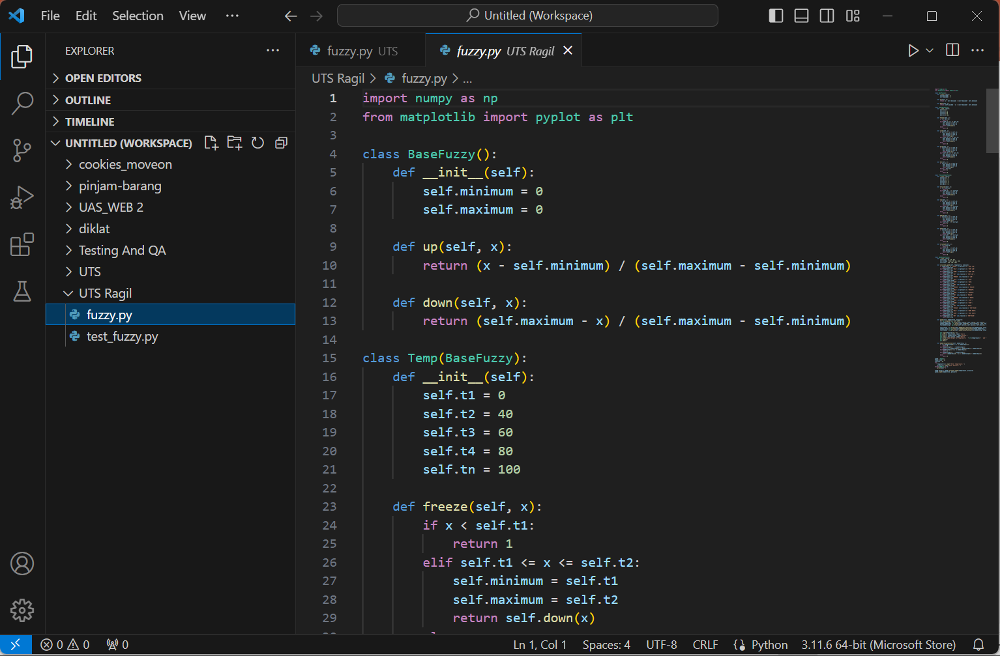 File Edit Selection View ··· Untitled (Workspace)
EXPLORER ···
OPEN EDITORS
OUTLINE
TIMELINE
UNTITLED (WORKSPACE)
cookies_moveon
pinjam-barang
UAS_WEB 2
diklat
Testing And QA
UTS
UTS Ragil
fuzzy.py
test_fuzzy.py
fuzzy.py UTS fuzzy.py UTS Ragil
UTS Ragil > fuzzy.py > ...
1 import numpy as np
2 from matplotlib import pyplot as plt
3
4 class BaseFuzzy():
5     def __init__(self):
6         self.minimum = 0
7         self.maximum = 0
8
9     def up(self, x):
10         return (x - self.minimum) / (self.maximum - self.minimum)
11
12     def down(self, x):
13         return (self.maximum - x) / (self.maximum - self.minimum)
14
15 class Temp(BaseFuzzy):
16     def __init__(self):
17         self.t1 = 0
18         self.t2 = 40
19         self.t3 = 60
20         self.t4 = 80
21         self.tn = 100
22
23     def freeze(self, x):
24         if x < self.t1:
25             return 1
26         elif self.t1 <= x <= self.t2:
27             self.minimum = self.t1
28             self.maximum = self.t2
29             return self.down(x)
0 0 0 Ln 1, Col 1 Spaces: 4 UTF-8 CRLF Python 3.11.6 64-bit (Microsoft Store)